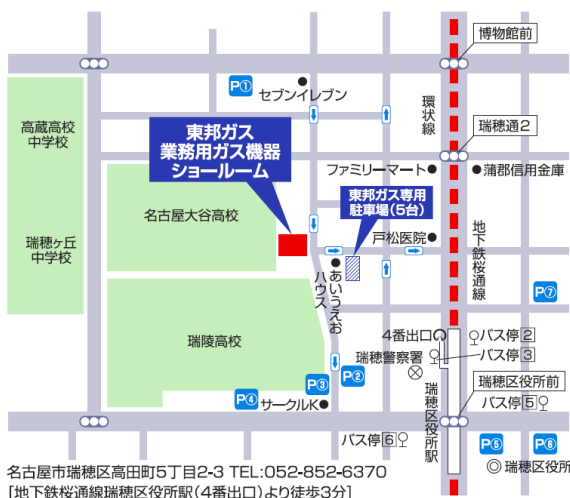 博物館前
P①
セブンイレブン
環状線
高蔵高校
中学校
東邦ガス
業務用ガス機器
ショールーム
瑞穂通2
ファミリーマート
蒲郡信用金庫
東邦ガス専用
駐車場(5台)
名古屋大谷高校
戸松医院
瑞穂ヶ丘
中学校
あいうえお
ハウス
地下鉄桜通線
P⑦
瑞陵高校
4番出口
バス停2
瑞穂警察署
バス停3
P②
P③
瑞穂区役所前
P④
サークルK
バス停5
瑞穂区役所駅
バス停6
P⑤
P⑥
瑞穂区役所
名古屋市瑞穂区高田町5丁目2-3 TEL:052-852-6370
[地下鉄桜通線瑞穂区役所駅(4番出口)より徒歩3分]